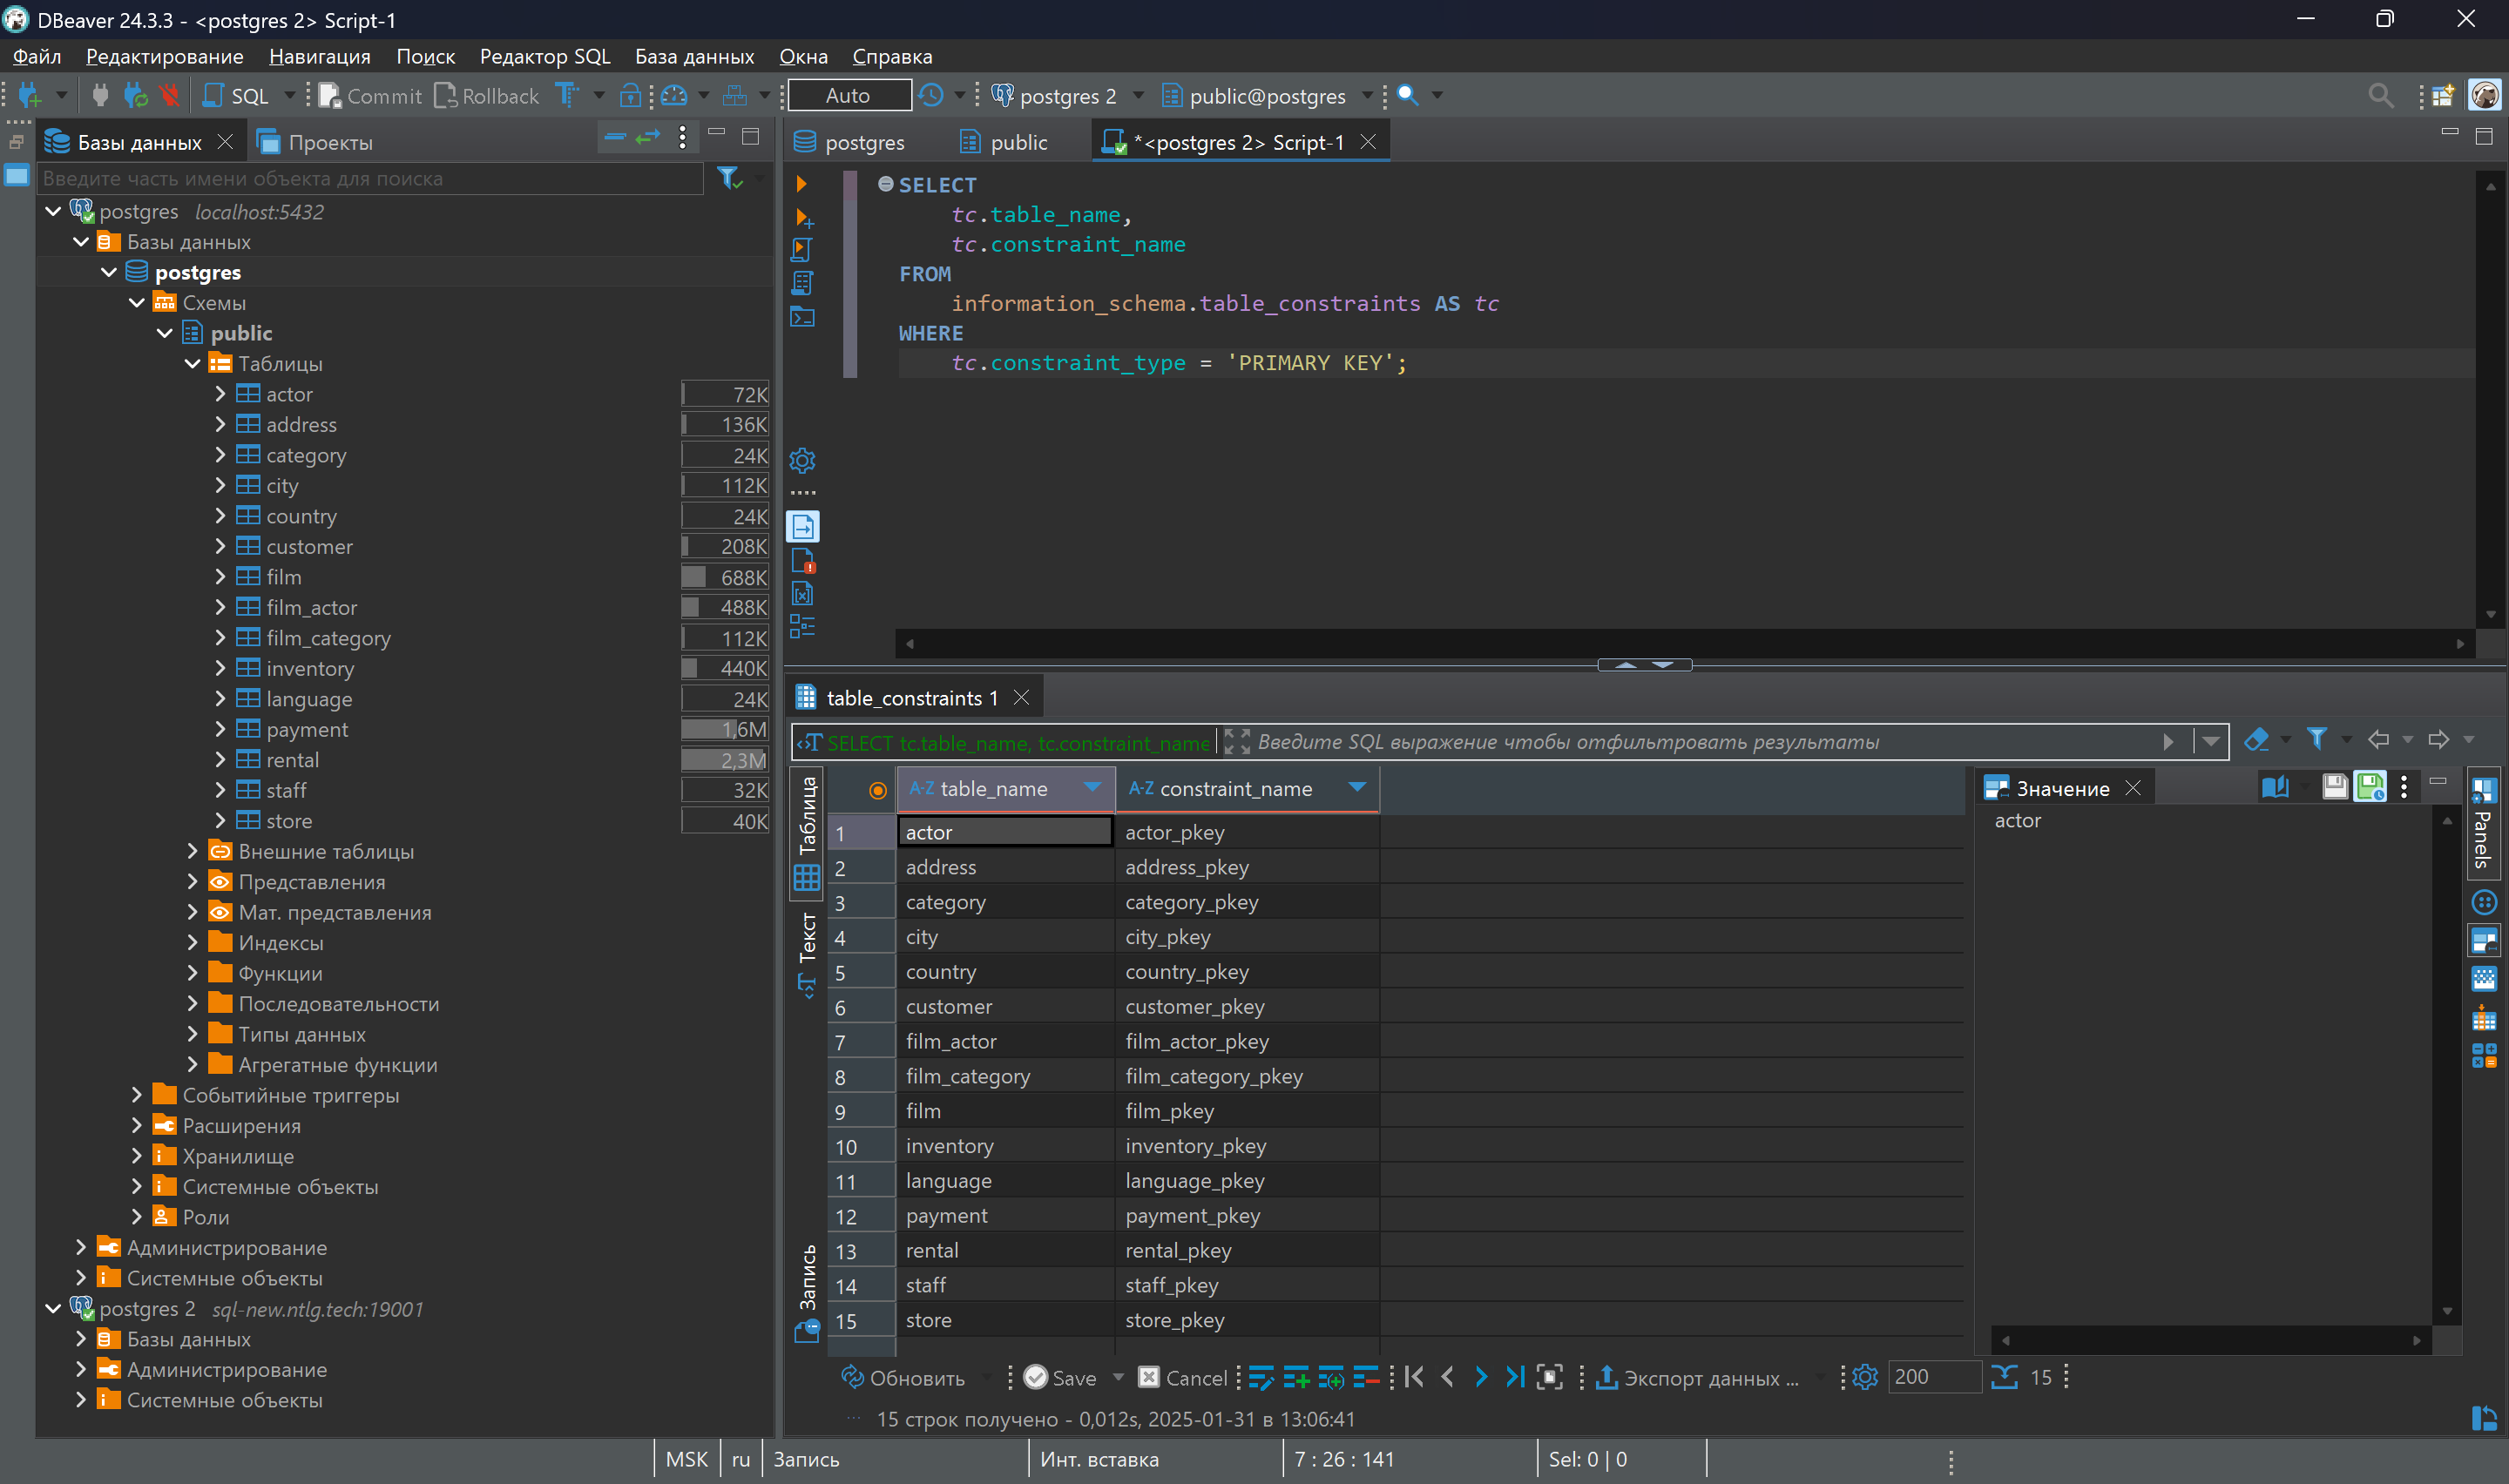 DBeaver 24.3.3 - <postgres 2> Script-1
Файл Редактирование Навигация Поиск Редактор SQL База данных Окна Справка
SQL Commit Rollback Auto postgres 2 public@postgres
Базы данных Проекты
Введите часть имени объекта для поиска
postgres localhost:5432
Базы данных
postgres
Схемы
public
Таблицы
actor 72K
address 136K
category 24K
city 112K
country 24K
customer 208K
film 688K
film_actor 488K
film_category 112K
inventory 440K
language 24K
payment 1,6M
rental 2,3M
staff 32K
store 40K
Внешние таблицы
Представления
Мат. представления
Индексы
Функции
Последовательности
Типы данных
Агрегатные функции
Событийные триггеры
Расширения
Хранилище
Системные объекты
Роли
Администрирование
Системные объекты
postgres 2 sql-new.ntlg.tech:19001
Базы данных
Администрирование
Системные объекты
postgres public *<postgres 2> Script-1
SELECT
tc.table_name,
tc.constraint_name
FROM
information_schema.table_constraints AS tc
WHERE
tc.constraint_type = 'PRIMARY KEY';
table_constraints 1
SELECT tc.table_name, tc.constraint_name Введите SQL выражение чтобы отфильтровать результаты
Таблица
Текст
Запись
A-Z table_name A-Z constraint_name
1 actor actor_pkey
2 address address_pkey
3 category category_pkey
4 city city_pkey
5 country country_pkey
6 customer customer_pkey
7 film_actor film_actor_pkey
8 film_category film_category_pkey
9 film film_pkey
10 inventory inventory_pkey
11 language language_pkey
12 payment payment_pkey
13 rental rental_pkey
14 staff staff_pkey
15 store store_pkey
Значение
actor
Panels
Обновить Save Cancel Экспорт данных ... 200 15
15 строк получено - 0,012s, 2025-01-31 в 13:06:41
MSK ru Запись Инт. вставка 7 : 26 : 141 Sel: 0 | 0